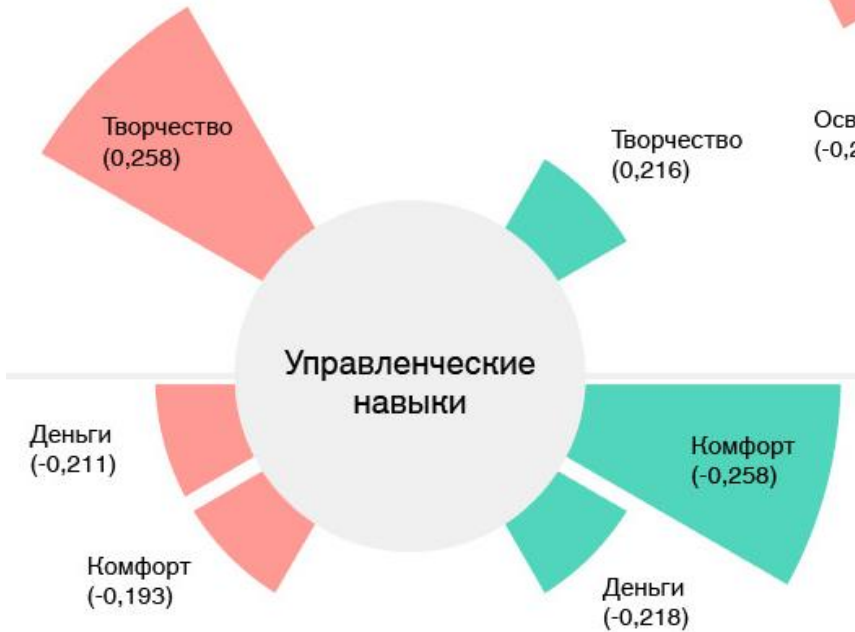 Творчество
(0,258)
Творчество
(0,216)
Управленческие
навыки
Деньги
(-0,211)
Комфорт
(-0,258)
Комфорт
(-0,193)
Деньги
(-0,218)